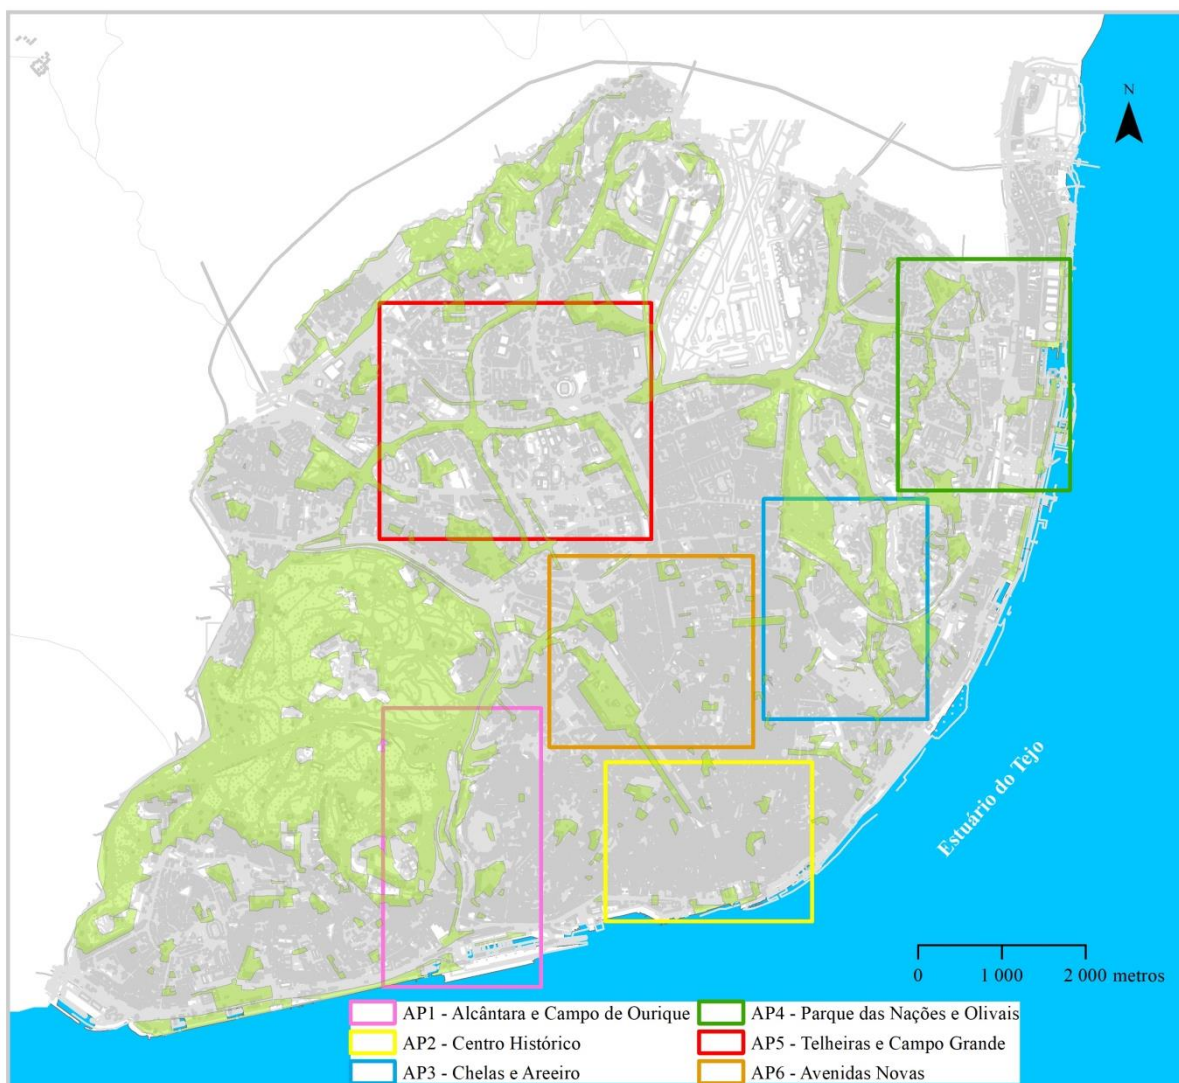 N
Estuário do Tejo
0 1 000 2 000 metros
AP1 - Alcântara e Campo de Ourique
AP2 - Centro Histórico
AP3 - Chelas e Areeiro
AP4 - Parque das Nações e Olivais
AP5 - Telheiras e Campo Grande
AP6 - Avenidas Novas